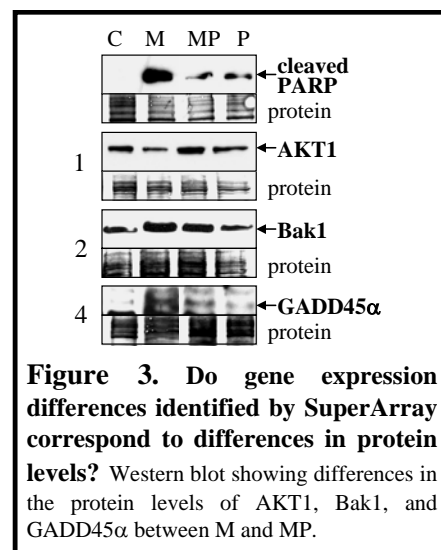 C M MP P
cleaved
PARP
protein
1 AKT1
protein
2 Bak1
protein
4 GADD45α
protein
Figure 3. Do gene expression
differences identified by SuperArray
correspond to differences in protein
levels? Western blot showing differences in
the protein levels of AKT1, Bak1, and
GADD45α between M and MP.